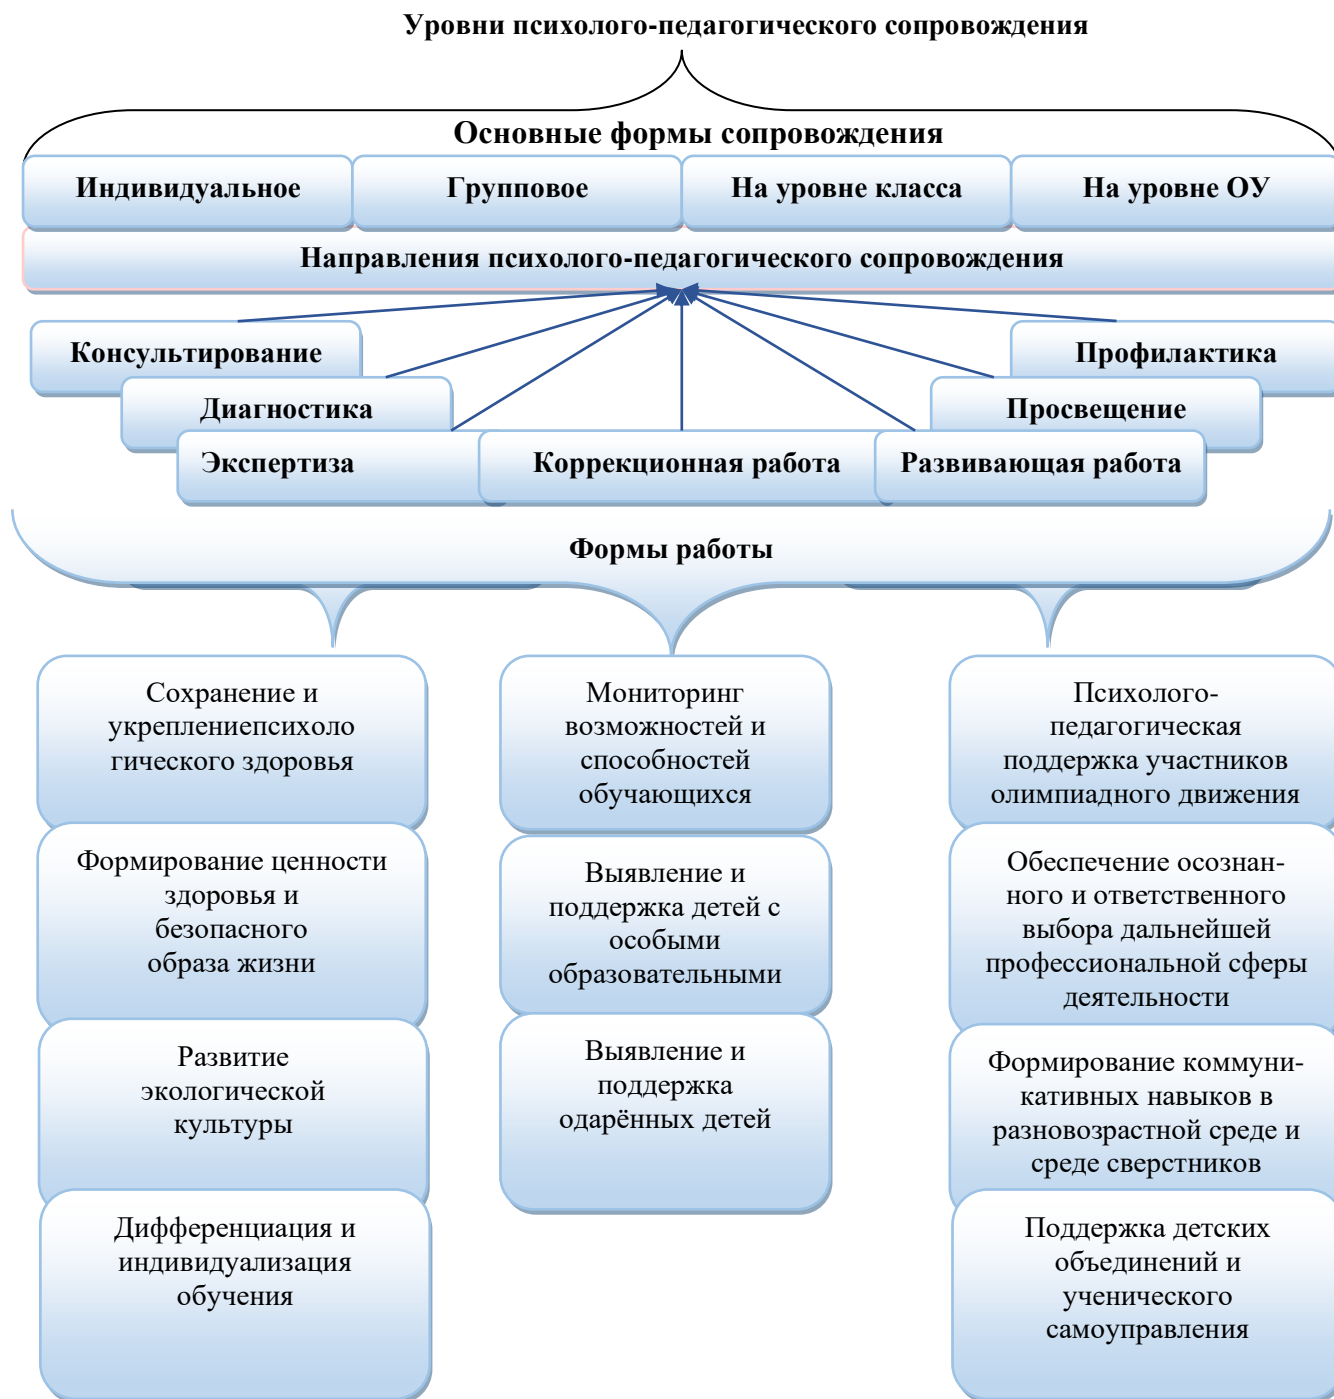 Уровни психолого-педагогического сопровождения
Основные формы сопровождения
Индивидуальное
Групповое
На уровне класса
На уровне ОУ
Направления психолого-педагогического сопровождения
Консультирование
Профилактика
Диагностика
Просвещение
Экспертиза
Коррекционная работа
Развивающая работа
Формы работы
Сохранение и
укреплениепсихоло
гического здоровья
Формирование ценности
здоровья и
безопасного
образа жизни
Развитие
экологической
культуры
Дифференциация и
индивидуализация
обучения
Мониторинг
возможностей и
способностей
обучающихся
Выявление и
поддержка детей с
особыми
образовательными
Выявление и
поддержка
одарённых детей
Психолого-
педагогическая
поддержка участников
олимпиадного движения
Обеспечение осознан-
ного и ответственного
выбора дальнейшей
профессиональной сферы
деятельности
Формирование коммуни-
кативных навыков в
разновозрастной среде и
среде сверстников
Поддержка детских
объединений и
ученического
самоуправления